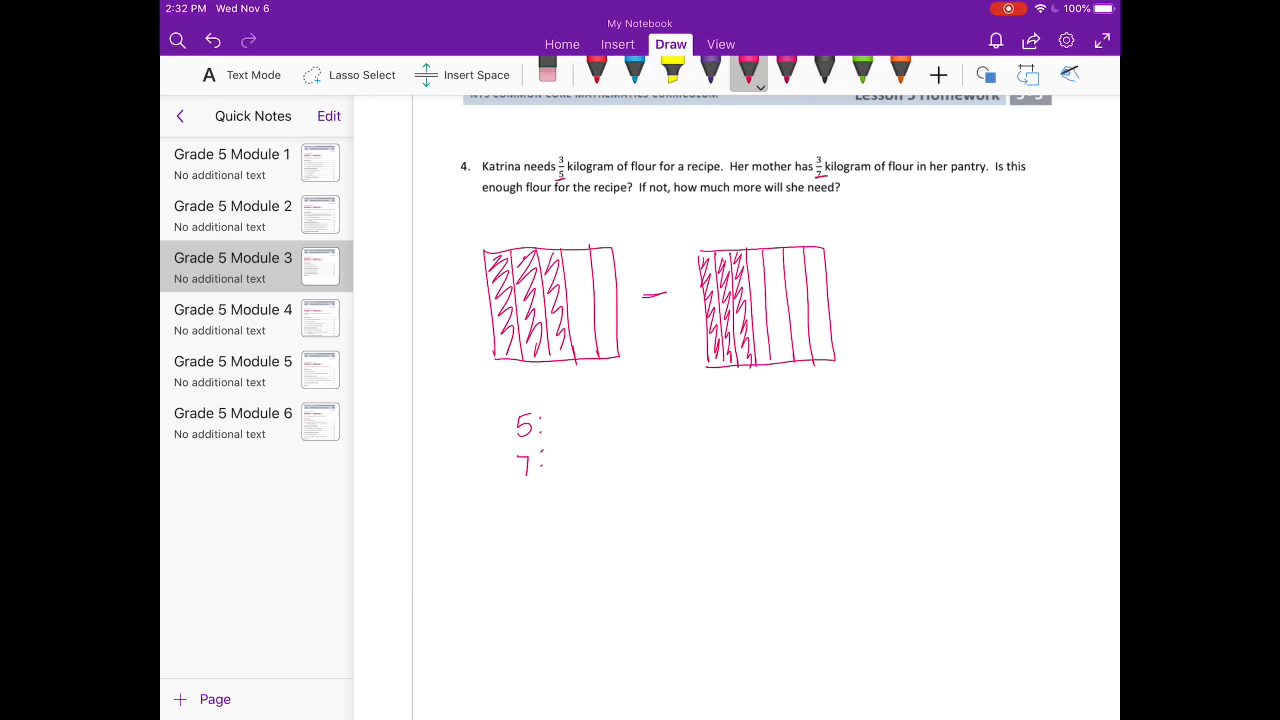 2:32 PM Wed Nov 6
100%
My Notebook
Home Insert Draw View
Text Mode Lasso Select Insert Space
Quick Notes Edit
Grade 5 Module 1
No additional text
Grade 5 Module 2
No additional text
Grade 5 Module 3
No additional text
Grade 5 Module 4
No additional text
Grade 5 Module 5
No additional text
Grade 5 Module 6
No additional text
+ Page
NYS COMMON CORE MATHEMATICS CURRICULUM Lesson 5 Homework
4. Katrina needs 3/5 kilogram of flour for a recipe. Her mother has 3/7 kilogram of flour in her pantry. Is this
enough flour for the recipe? If not, how much more will she need?
5:
7: